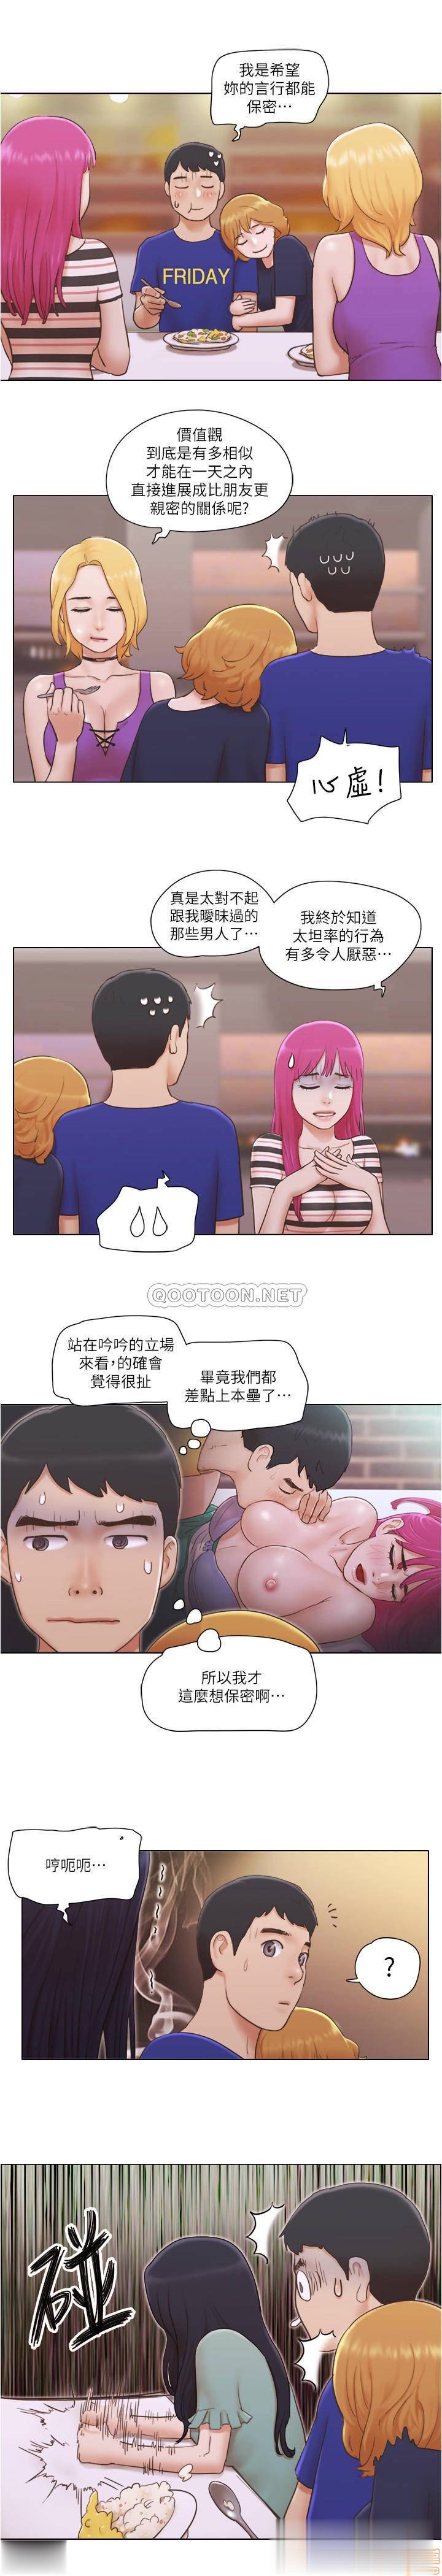 我是希望
妳的言行都能
保密…
FRIDAY
價值觀
到底是有多相似
才能在一天之內
直接進展成比朋友更
親密的關係呢?
心虛!
真是太對不起
跟我曖昧過的
那些男人了…
我終於知道
太坦率的行為
有多令人厭惡…
QOOTOON.NET
站在吟吟的立場
來看,的確會
覺得很扯
畢竟我們都
差點上本壘了…
所以我才
這麼想保密啊…
哼呃呃…
?
碰